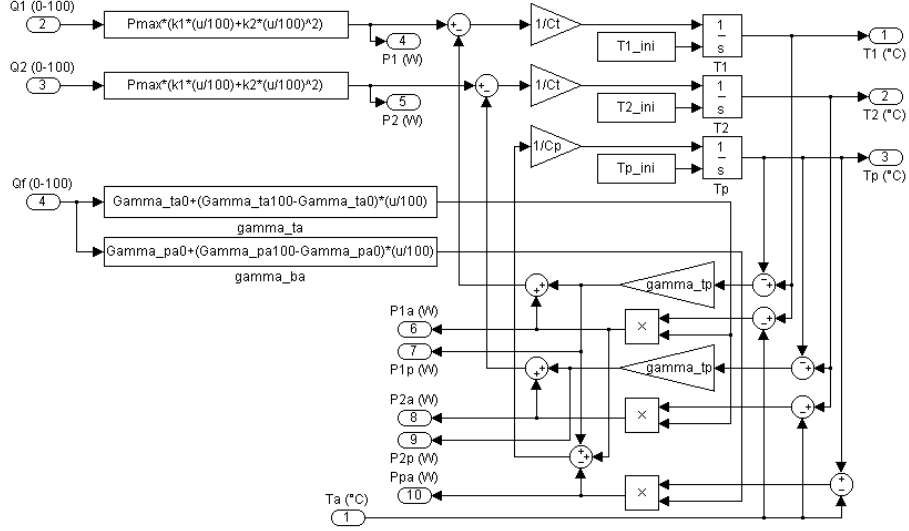 Q1 (0-100)
2
Pmax*(k1*(u/100)+k2*(u/100)^2)
4
P1 (W)
1/Ct
T1_ini
1
s
T1
1
T1 (°C)
Q2 (0-100)
3
Pmax*(k1*(u/100)+k2*(u/100)^2)
5
P2 (W)
1/Ct
T2_ini
1
s
T2
2
T2 (°C)
1/Cp
Tp_ini
1
s
Tp
3
Tp (°C)
Qf (0-100)
4
Gamma_ta0+(Gamma_ta100-Gamma_ta0)*(u/100)
gamma_ta
Gamma_pa0+(Gamma_pa100-Gamma_pa0)*(u/100)
gamma_ba
gamma_tp
P1a (W)
6
×
7
P1p (W)
gamma_tp
P2a (W)
8
×
9
P2p (W)
Ppa (W)
10
×
Ta (°C)
1